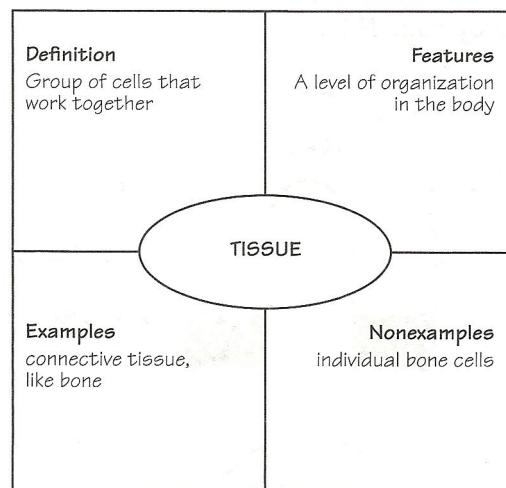 Definition
Group of cells that
work together
Features
A level of organization
in the body
TISSUE
Examples
connective tissue,
like bone
Nonexamples
individual bone cells